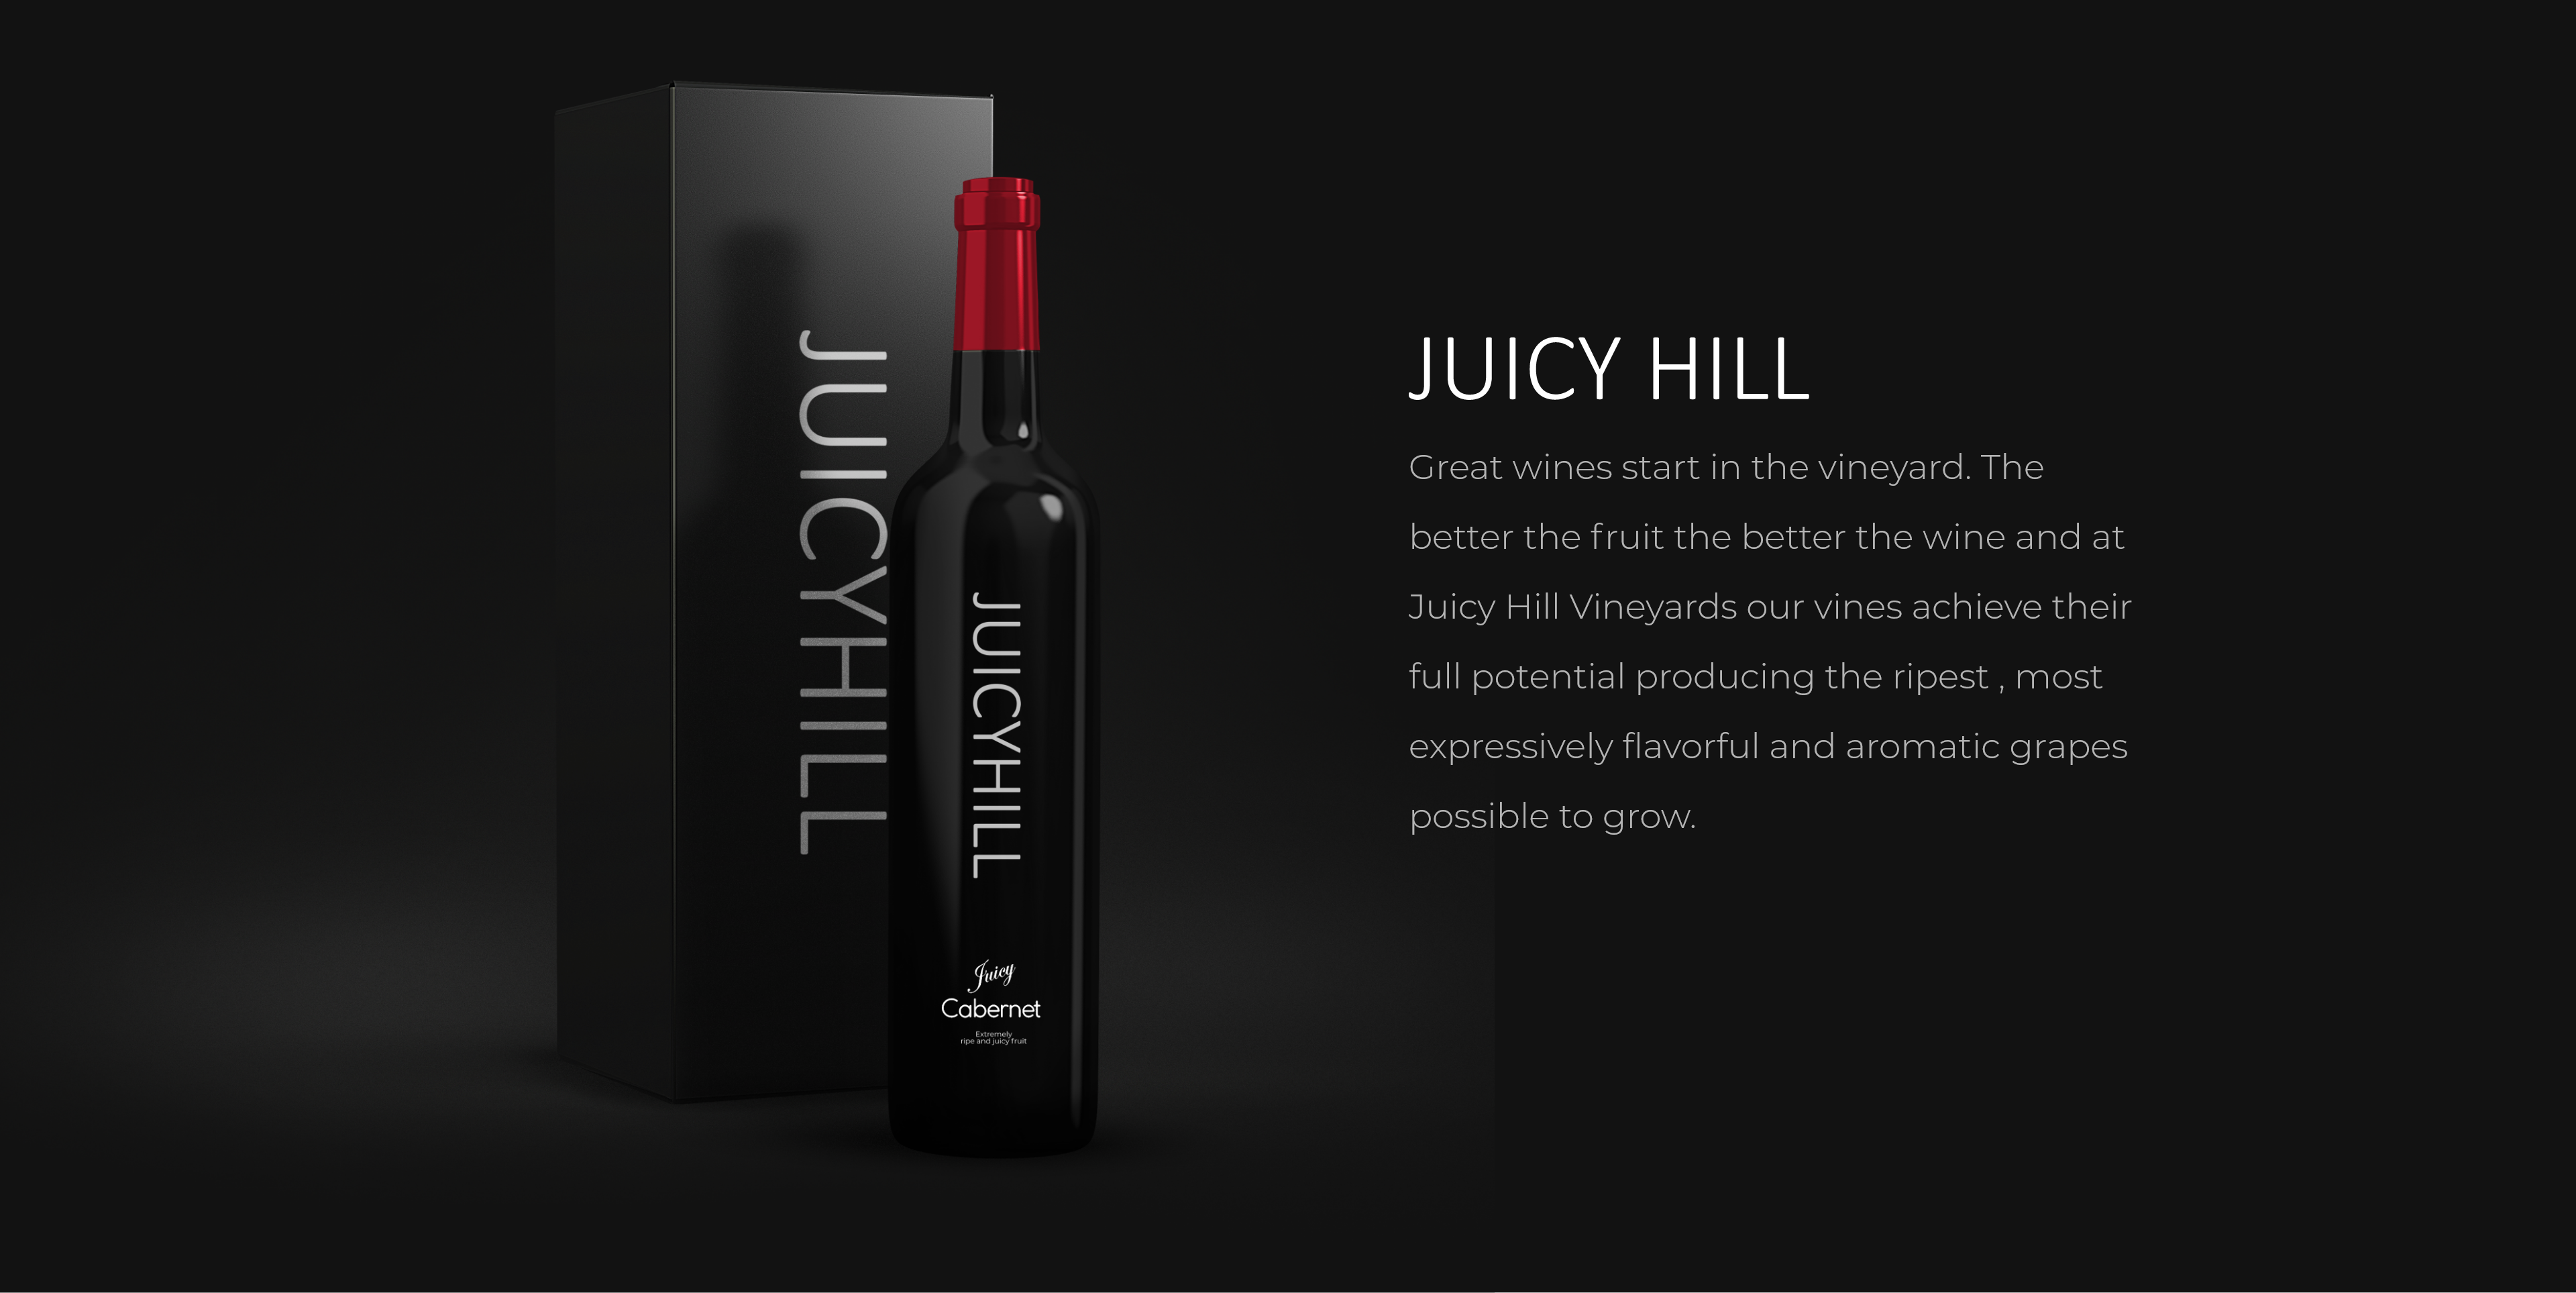 JUICYHILL
JUICYHILL
Juicy
Cabernet
Extremely
ripe and juicy fruit
JUICY HILL
Great wines start in the vineyard. The
better the fruit the better the wine and at
Juicy Hill Vineyards our vines achieve their
full potential producing the ripest , most
expressively flavorful and aromatic grapes
possible to grow.